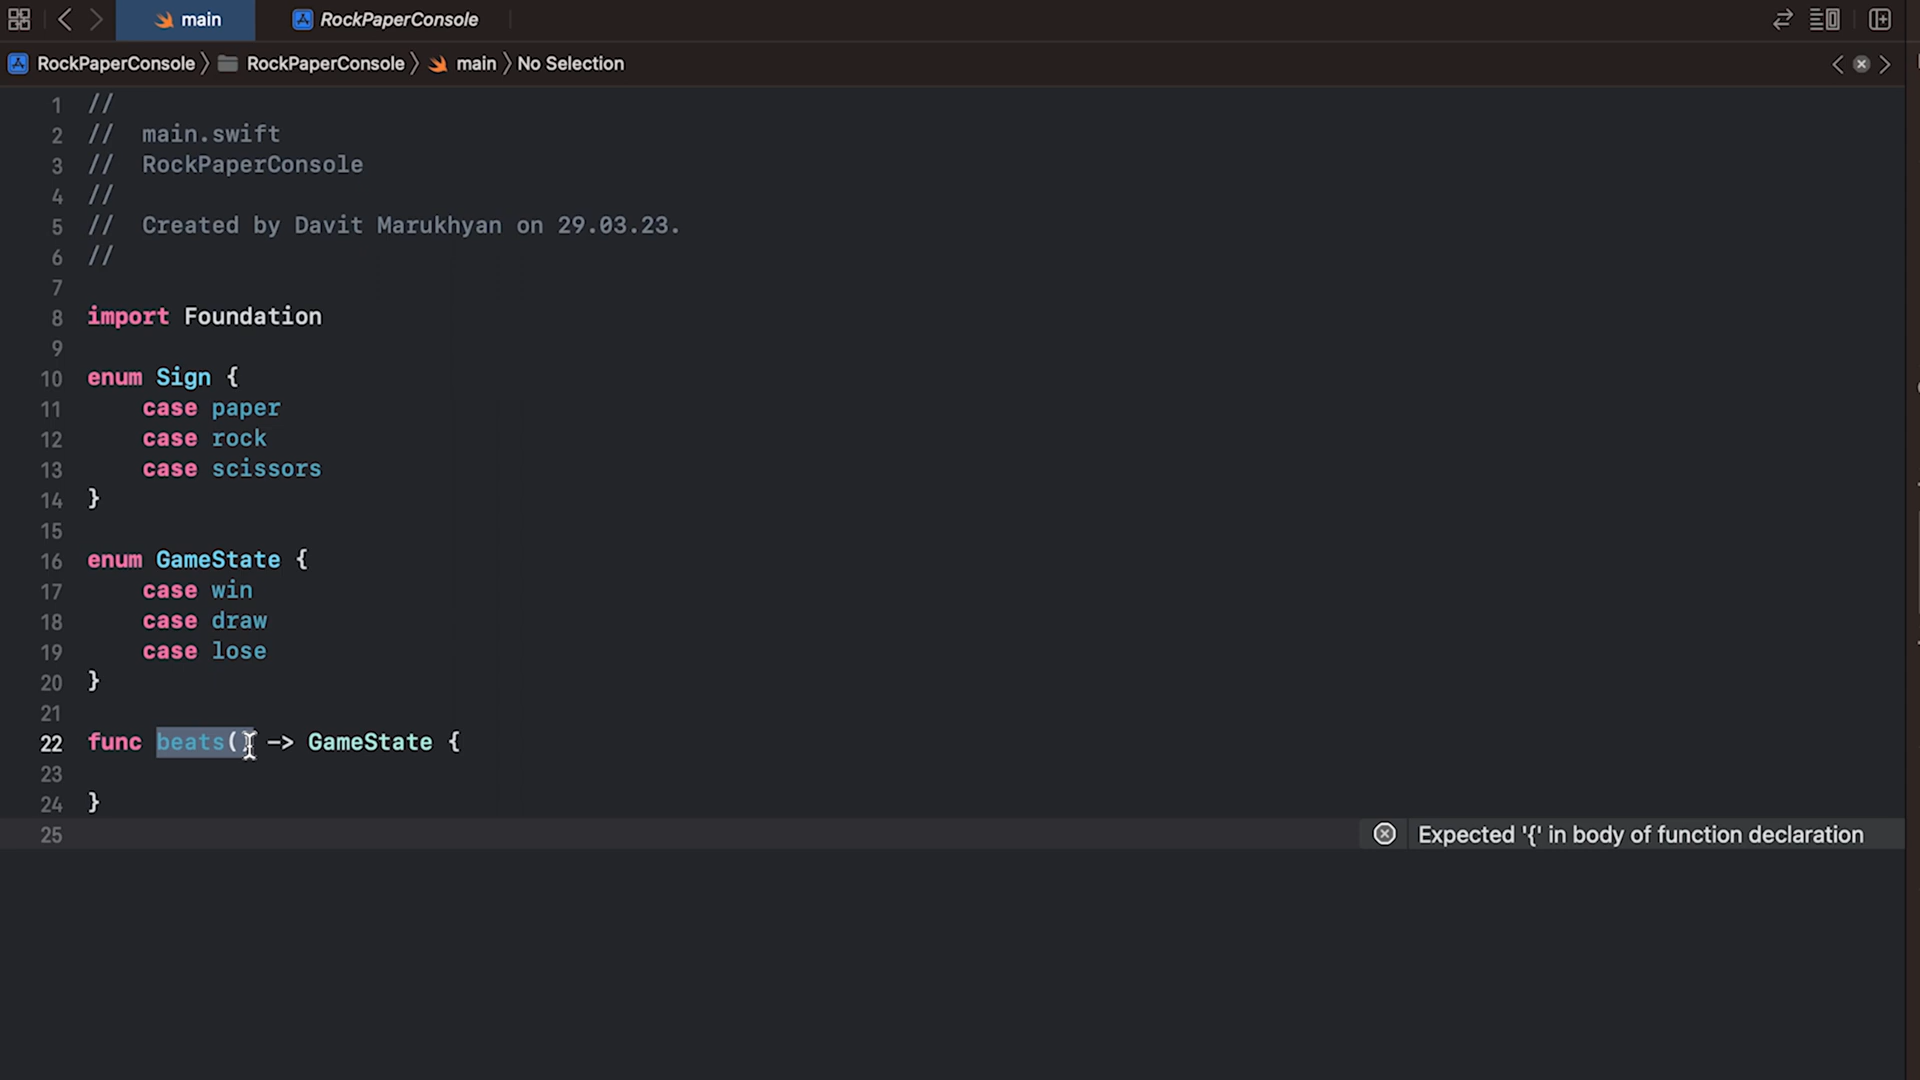 main
RockPaperConsole
RockPaperConsole
RockPaperConsole
main
No Selection
1 //
2 //  main.swift
3 //  RockPaperConsole
4 //
5 //  Created by Davit Marukhyan on 29.03.23.
6 //
7
8 import Foundation
9
10 enum Sign {
11     case paper
12     case rock
13     case scissors
14 }
15
16 enum GameState {
17     case win
18     case draw
19     case lose
20 }
21
22 func beats() -> GameState {
23
24 }
25 Expected '{' in body of function declaration